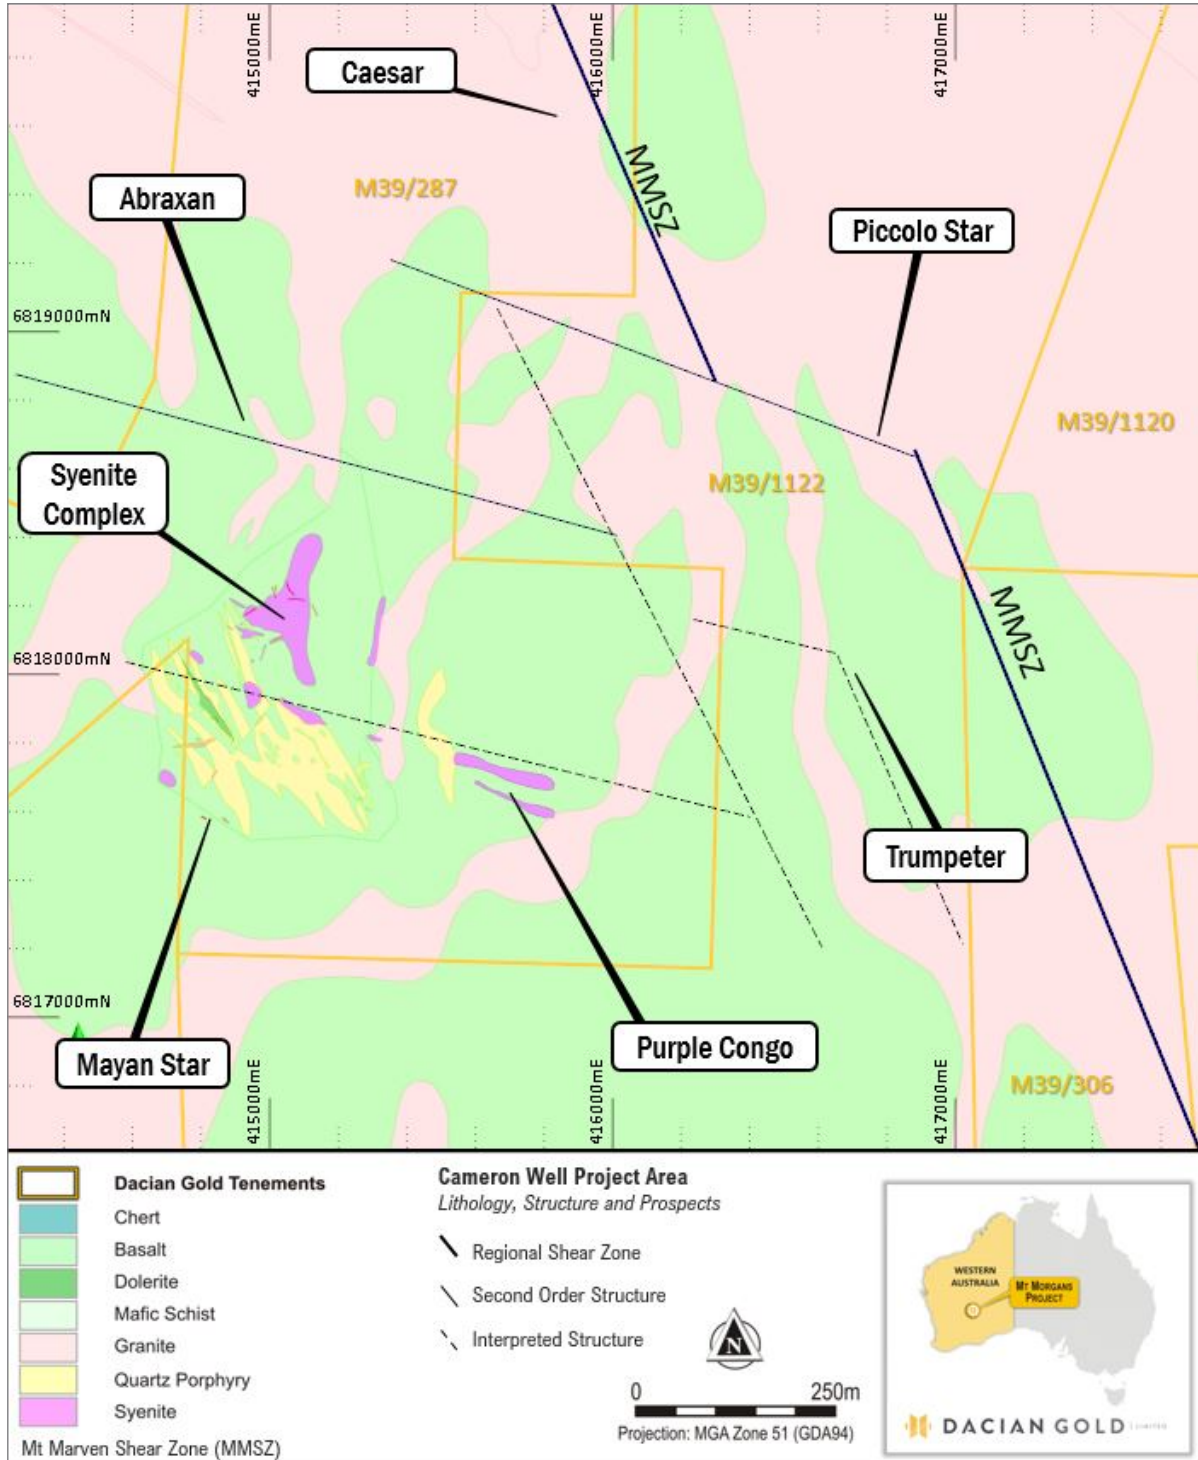 415000mE
416000mE
417000mE
Caesar
MMSZ
Abraxan
M39/287
Piccolo Star
6819000mN
M39/1120
Syenite
Complex
M39/1122
MMSZ
6818000mN
Trumpeter
6817000mN
Mayan Star
Purple Congo
415000mE
416000mE
417000mE
M39/306
Dacian Gold Tenements
Chert
Basalt
Dolerite
Mafic Schist
Granite
Quartz Porphyry
Syenite
Mt Marven Shear Zone (MMSZ)
Cameron Well Project Area
Lithology, Structure and Prospects
Regional Shear Zone
Second Order Structure
Interpreted Structure
N
0 250m
Projection: MGA Zone 51 (GDA94)
WESTERN
AUSTRALIA
MT MORGANS
PROJECT
DACIAN GOLD LIMITED